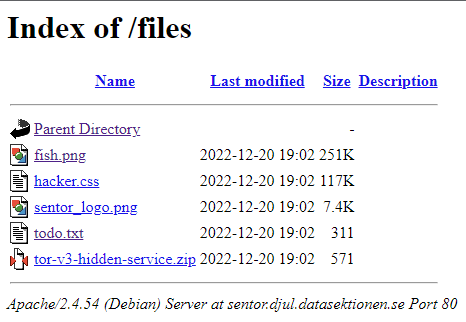 Index of /files
Name Last modified Size Description
Parent Directory -
fish.png 2022-12-20 19:02 251K
hacker.css 2022-12-20 19:02 117K
sentor_logo.png 2022-12-20 19:02 7.4K
todo.txt 2022-12-20 19:02 311
tor-v3-hidden-service.zip 2022-12-20 19:02 571
Apache/2.4.54 (Debian) Server at sentor.djul.datasektionen.se Port 80